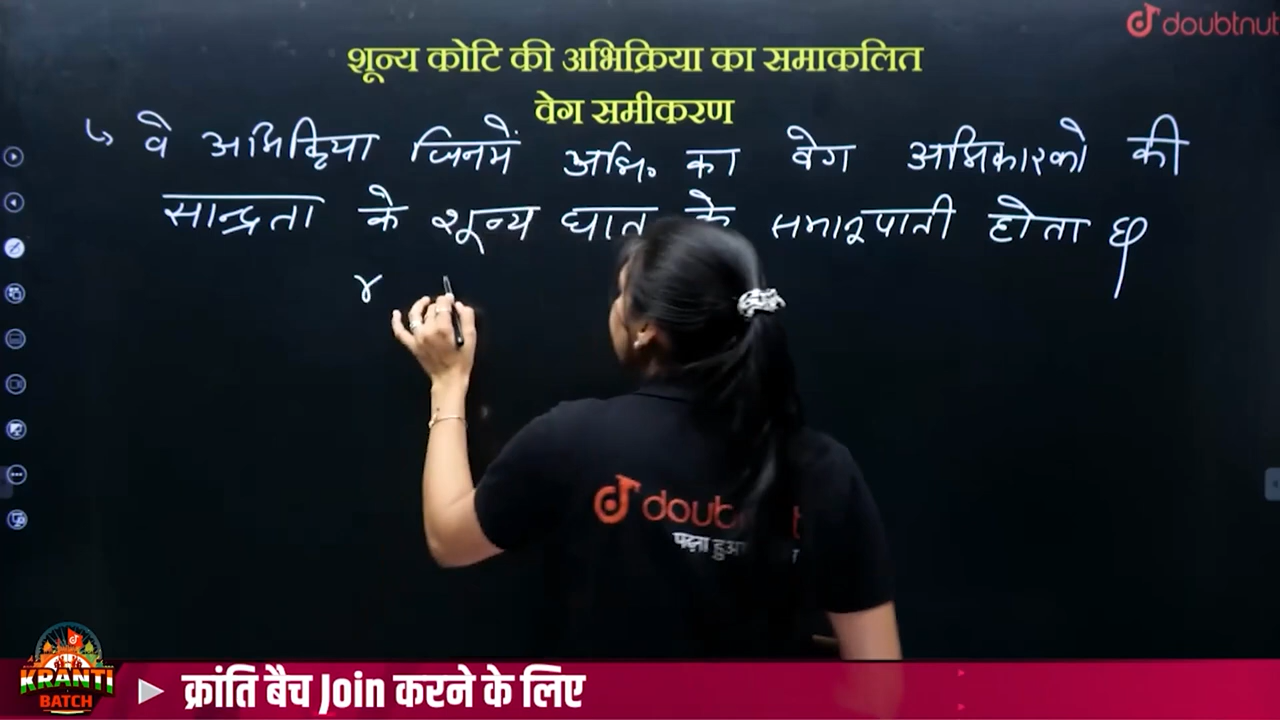 doubtnut
शून्य कोटि की अभिक्रिया का समाकलित
वेग समीकरण
↳ वे अभिक्रिया जिनमें अभि० का वेग अभिकारको की
सान्द्रता के शून्य घात के समानुपाती होता है
r
doubtnut
पढ़ना हुआ
KRANTI
BATCH
क्रांति बैच Join करने के लिए